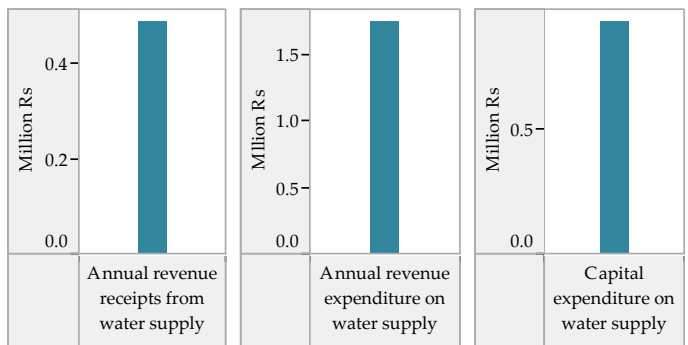 Million Rs
0.4
0.2
0.0
Annual revenue
receipts from
water supply
Mllion Rs
1.5
1.0
0.5
0.0
Annual revenue
expenditure on
water supply
Million Rs
0.5
0.0
Capital
expenditure on
water supply